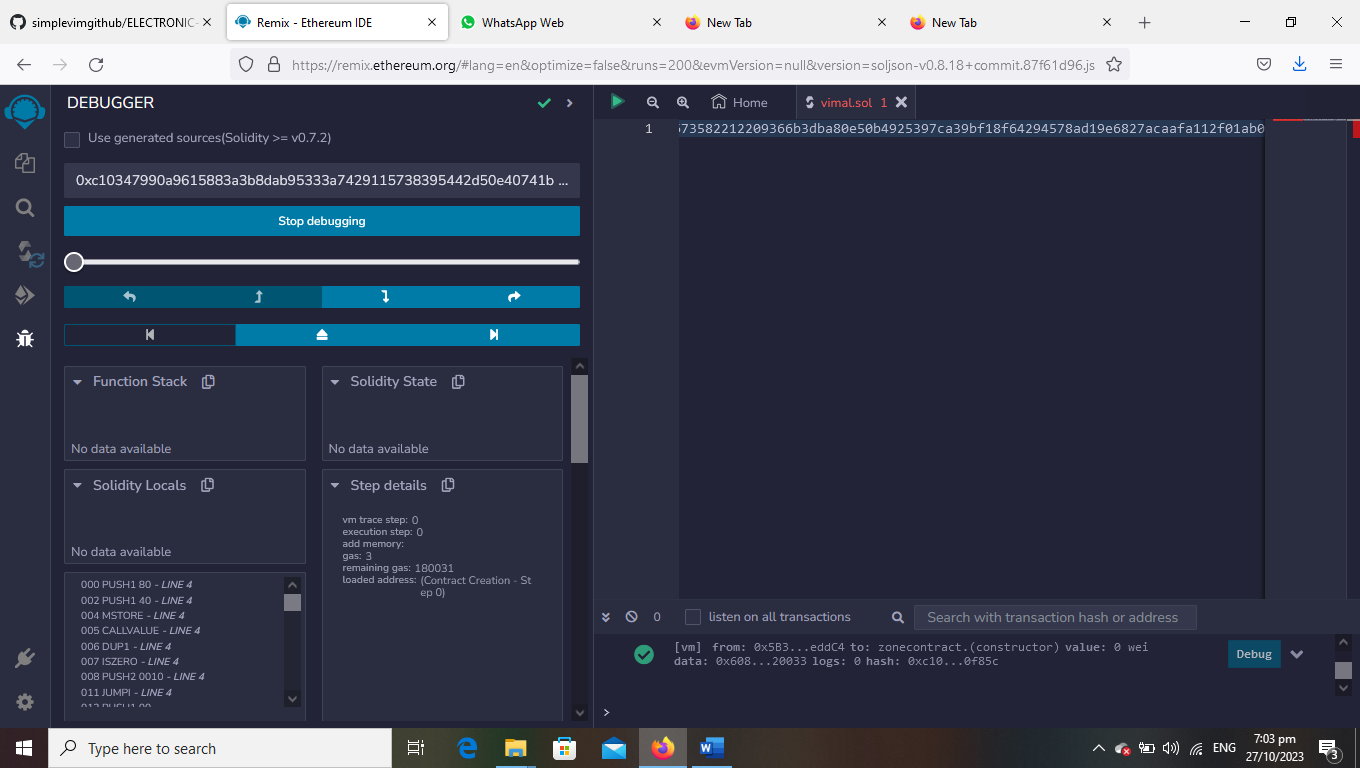 simplevimgithub/ELECTRONIC-
Remix - Ethereum IDE
WhatsApp Web
New Tab
New Tab
https://remix.ethereum.org/#lang=en&optimize=false&runs=200&evmVersion=null&version=soljson-v0.8.18+commit.87f61d96.js
DEBUGGER
Home
vimal.sol 1
Use generated sources(Solidity >= v0.7.2)
1
573582212209366b3dba80e50b4925397ca39bf18f64294578ad19e6827acaafa112f01ab0
0xc10347990a9615883a3b8dab95333a7429115738395442d50e40741b ...
Stop debugging
Function Stack
No data available
Solidity State
No data available
Solidity Locals
No data available
Step details
vm trace step: 0
execution step: 0
add memory:
gas: 3
remaining gas: 180031
loaded address: (Contract Creation - St
ep 0)
000 PUSH1 80 - LINE 4
002 PUSH1 40 - LINE 4
004 MSTORE - LINE 4
005 CALLVALUE - LINE 4
006 DUP1 - LINE 4
007 ISZERO - LINE 4
008 PUSH2 0010 - LINE 4
011 JUMPI - LINE 4
0
listen on all transactions
Search with transaction hash or address
[vm] from: 0x5B3...eddC4 to: zonecontract.(constructor) value: 0 wei
data: 0x608...20033 logs: 0 hash: 0xc10...0f85c
Debug
>
Type here to search
ENG
7:03 pm
27/10/2023
3